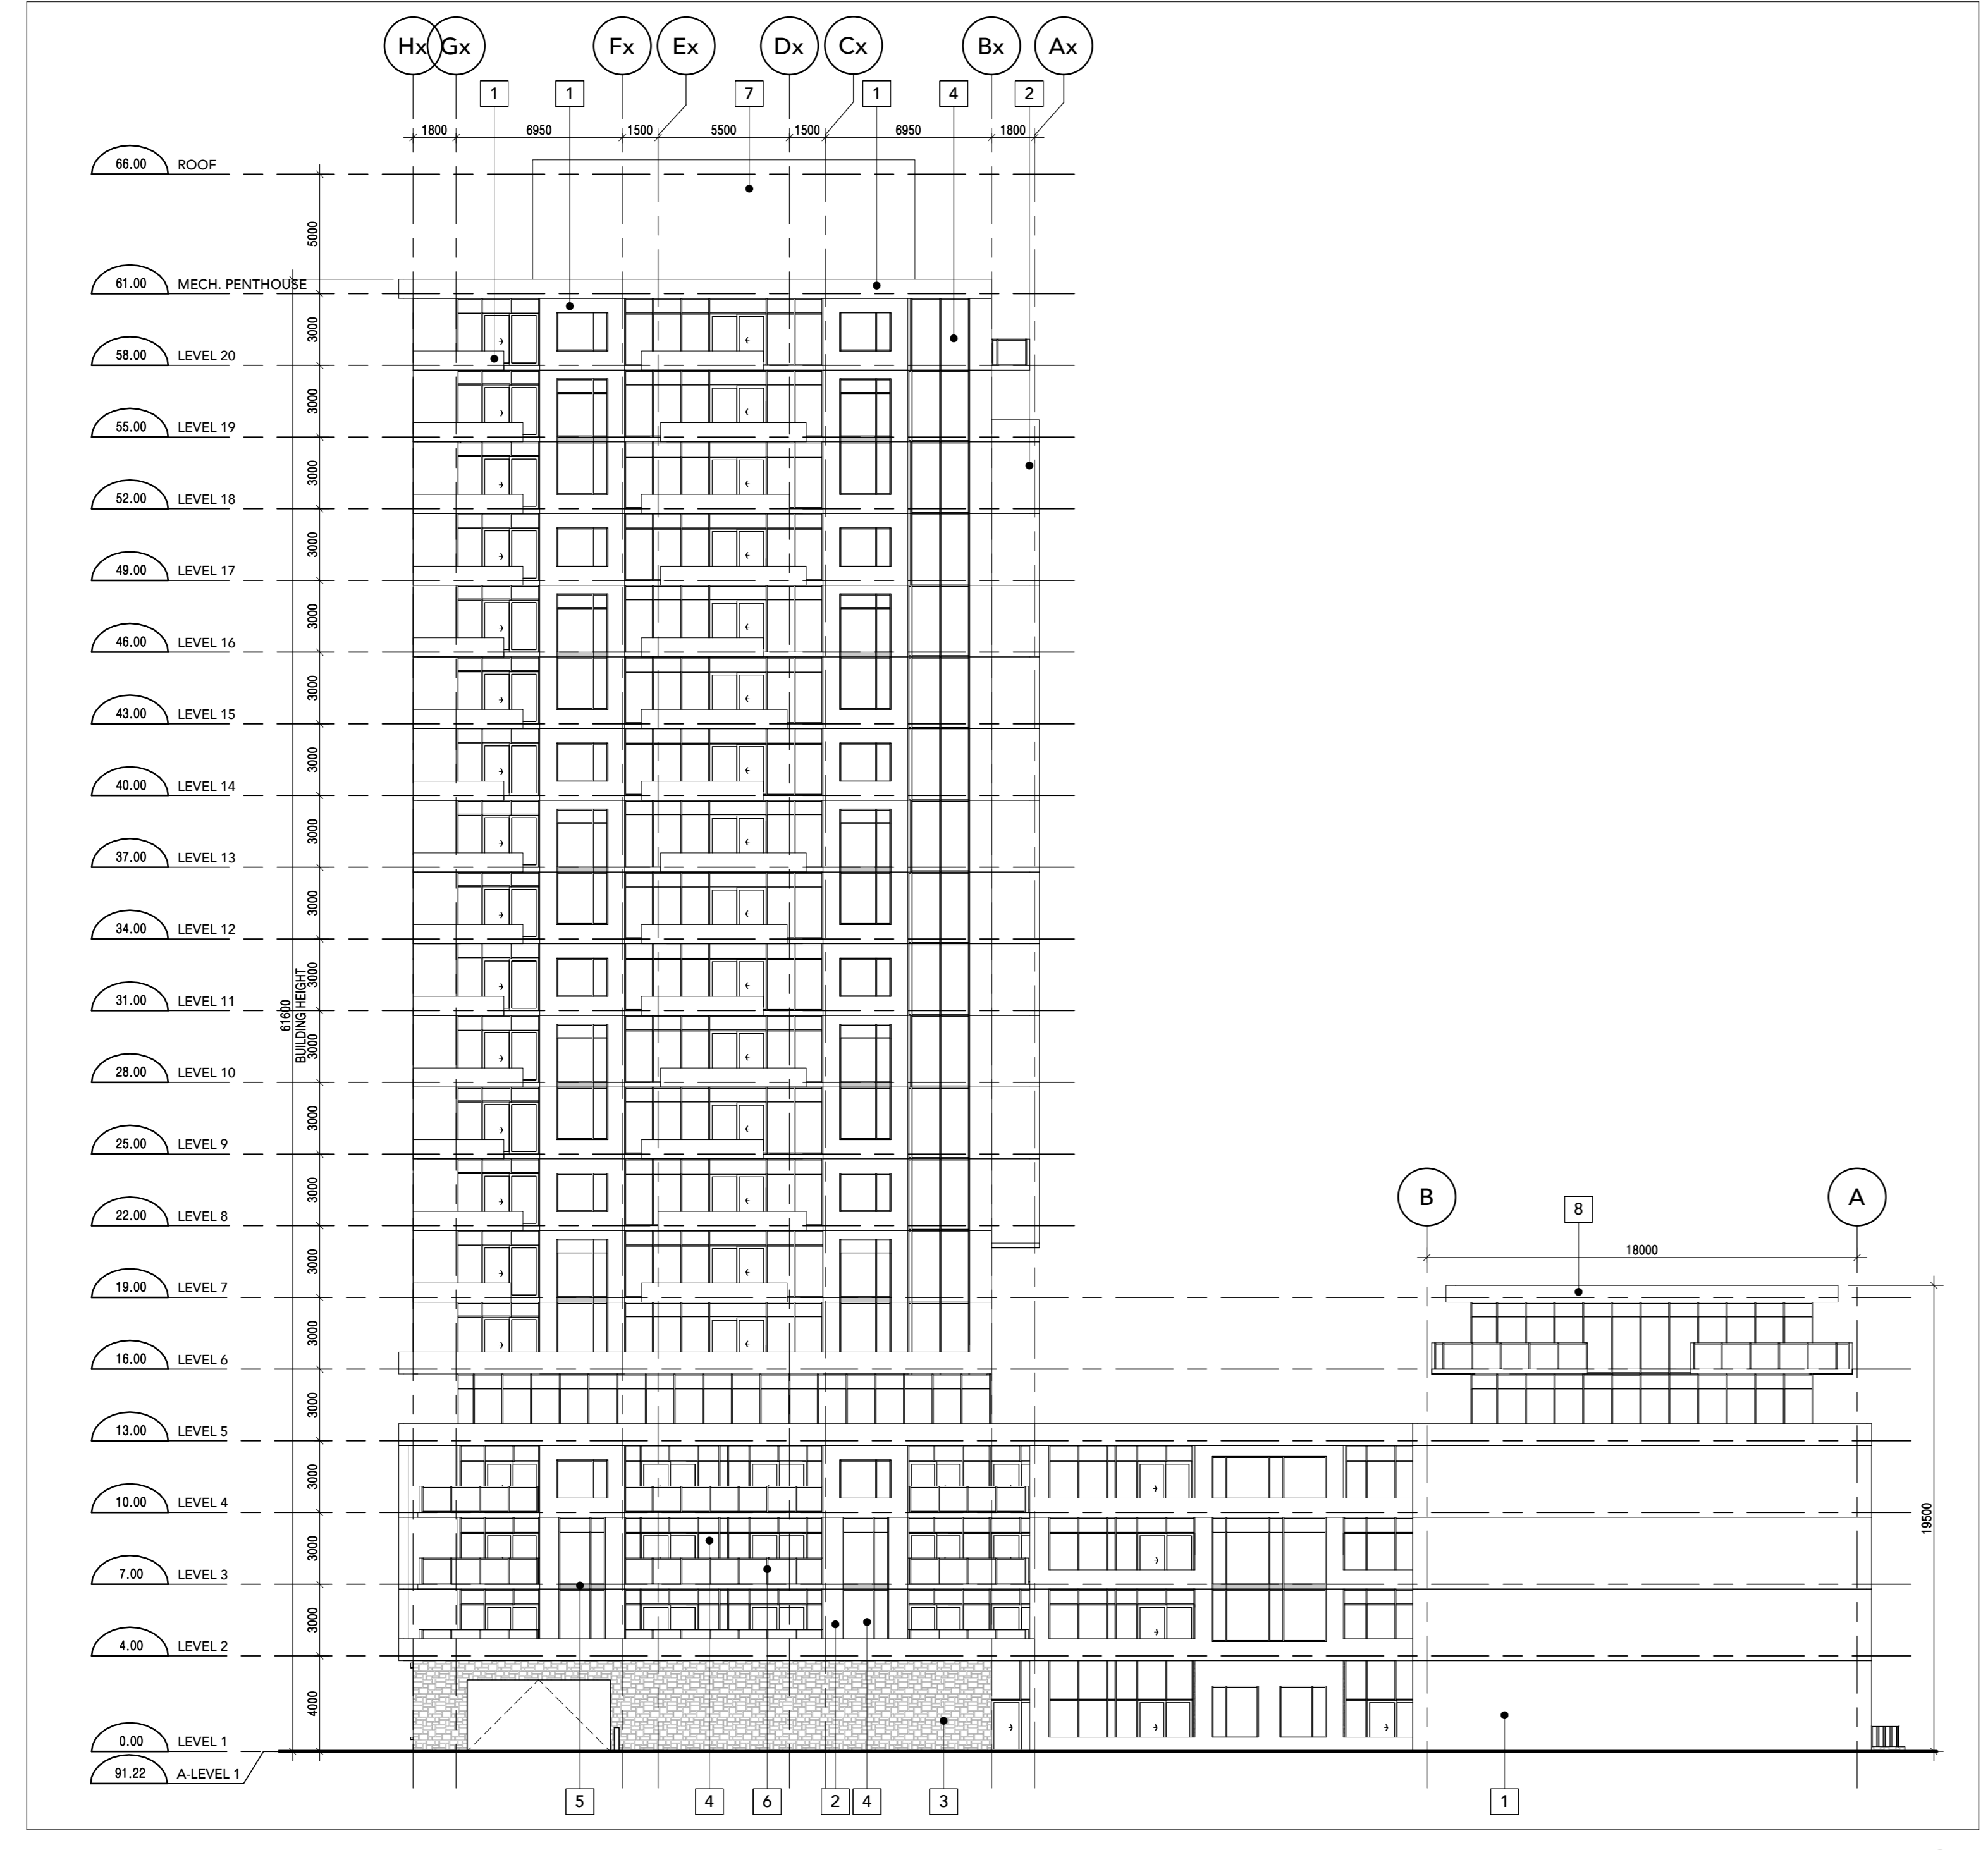 Hx Gx Fx Ex Dx Cx Bx Ax
1 1 7 1 4 2
1800 6950 1500 5500 1500 6950 1800
66.00 ROOF
5000
61.00 MECH. PENTHOUSE
3000
58.00 LEVEL 20
3000
55.00 LEVEL 19
3000
52.00 LEVEL 18
3000
49.00 LEVEL 17
3000
46.00 LEVEL 16
3000
43.00 LEVEL 15
3000
40.00 LEVEL 14
3000
37.00 LEVEL 13
3000
34.00 LEVEL 12
3000
31.00 LEVEL 11
61600
BUILDING HEIGHT
3000
28.00 LEVEL 10
3000
25.00 LEVEL 9
3000
B A
8
22.00 LEVEL 8
18000
3000
19.00 LEVEL 7
3000
16.00 LEVEL 6
3000
13.00 LEVEL 5
3000
10.00 LEVEL 4
19500
3000
7.00 LEVEL 3
3000
4.00 LEVEL 2
4000
0.00 LEVEL 1
91.22 A-LEVEL 1
5 4 6 2 4 3 1